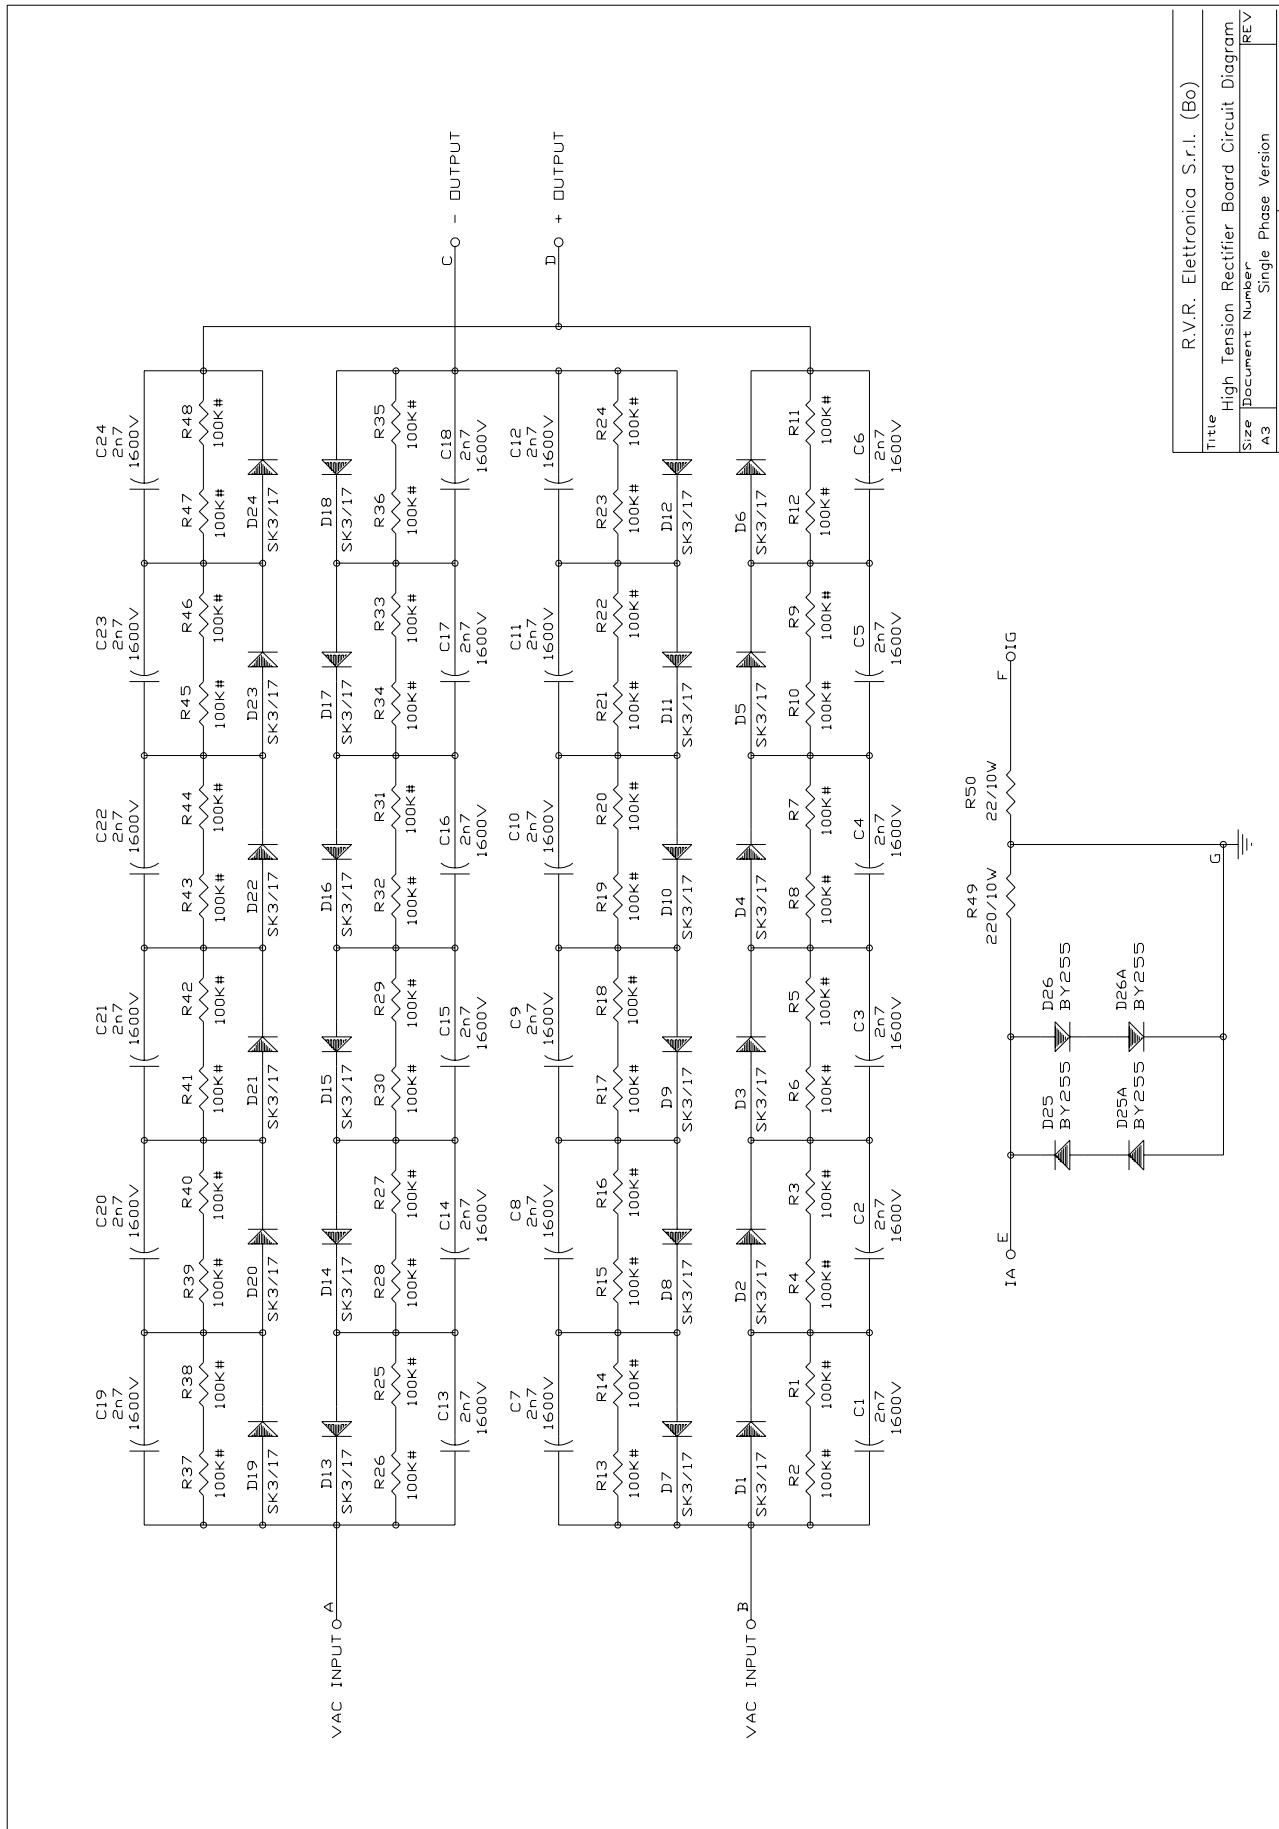 C19
2n7
1600V
C20
2n7
1600V
C21
2n7
1600V
C22
2n7
1600V
C23
2n7
1600V
C24
2n7
1600V
R37
100K#
R38
100K#
R39
100K#
R40
100K#
R41
100K#
R42
100K#
R43
100K#
R44
100K#
R45
100K#
R46
100K#
R47
100K#
R48
100K#
D19
SK3/17
D20
SK3/17
D21
SK3/17
D22
SK3/17
D23
SK3/17
D24
SK3/17
VAC INPUT
A
D13
SK3/17
D14
SK3/17
D15
SK3/17
D16
SK3/17
D17
SK3/17
D18
SK3/17
R26
100K#
R25
100K#
R28
100K#
R27
100K#
R30
100K#
R29
100K#
R32
100K#
R31
100K#
R34
100K#
R33
100K#
R36
100K#
R35
100K#
C13
2n7
1600V
C14
2n7
1600V
C15
2n7
1600V
C16
2n7
1600V
C17
2n7
1600V
C18
2n7
1600V
C
- OUTPUT
C7
2n7
1600V
C8
2n7
1600V
C9
2n7
1600V
C10
2n7
1600V
C11
2n7
1600V
C12
2n7
1600V
D
+ OUTPUT
R13
100K#
R14
100K#
R15
100K#
R16
100K#
R17
100K#
R18
100K#
R19
100K#
R20
100K#
R21
100K#
R22
100K#
R23
100K#
R24
100K#
D7
SK3/17
D8
SK3/17
D9
SK3/17
D10
SK3/17
D11
SK3/17
D12
SK3/17
VAC INPUT
B
D1
SK3/17
D2
SK3/17
D3
SK3/17
D4
SK3/17
D5
SK3/17
D6
SK3/17
R2
100K#
R1
100K#
R4
100K#
R3
100K#
R6
100K#
R5
100K#
R8
100K#
R7
100K#
R10
100K#
R9
100K#
R12
100K#
R11
100K#
C1
2n7
1600V
C2
2n7
1600V
C3
2n7
1600V
C4
2n7
1600V
C5
2n7
1600V
C6
2n7
1600V
IA
E
R49
220/10W
R50
22/10W
F
IG
D25
BY255
D26
BY255
D25A
BY255
D26A
BY255
G
R.V.R. Elettronica S.r.l. (Bo)
Title
High Tension Rectifier Board Circuit Diagram
Size
Document Number
REV
A3
Single Phase Version